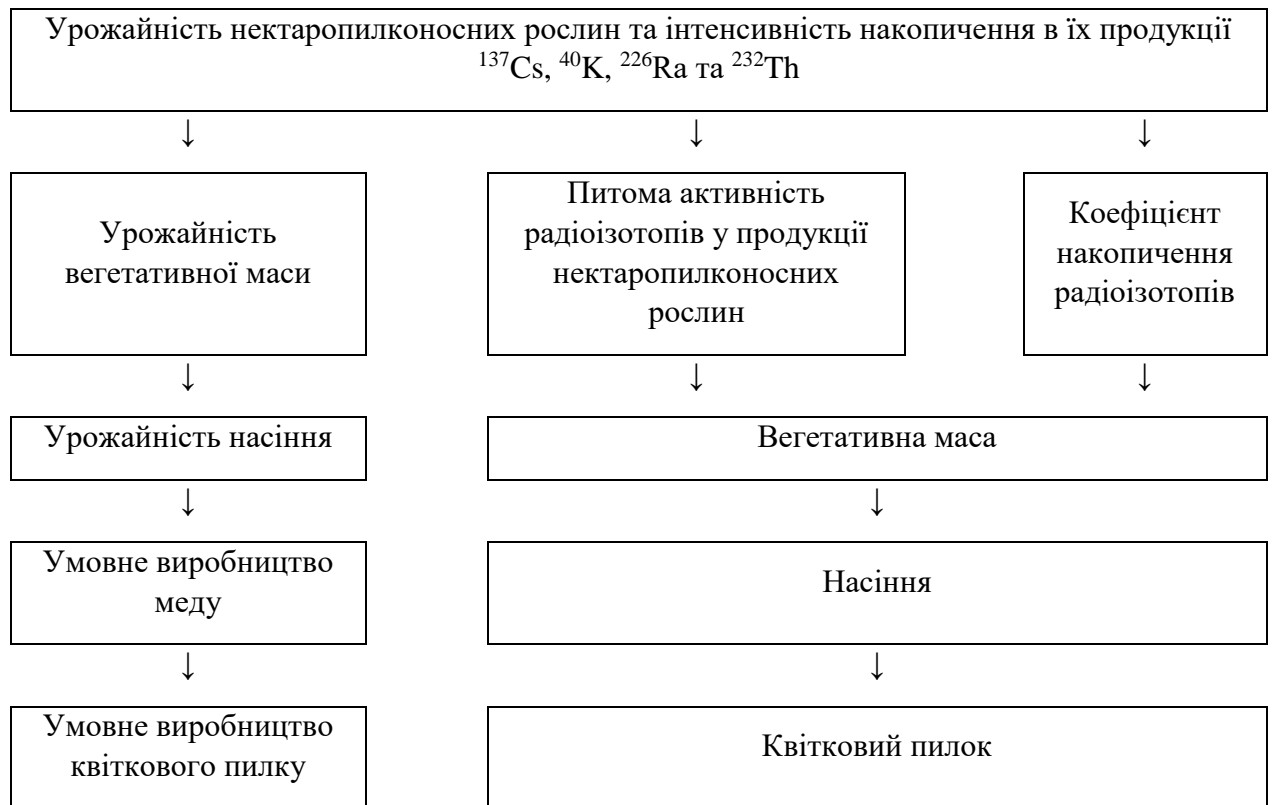 Урожайність нектаропилконосних рослин та інтенсивність накопичення в їх продукції
¹³⁷Cs, ⁴⁰K, ²²⁶Ra та ²³²Th
↓ ↓ ↓
Урожайність
вегетативної маси
Питома активність
радіоізотопів у продукції
нектаропилконосних
рослин
Коефіцієнт
накопичення
радіоізотопів
↓ ↓ ↓
Урожайність насіння
Вегетативна маса
↓ ↓
Умовне виробництво
меду
Насіння
↓ ↓
Умовне виробництво
квіткового пилку
Квітковий пилок